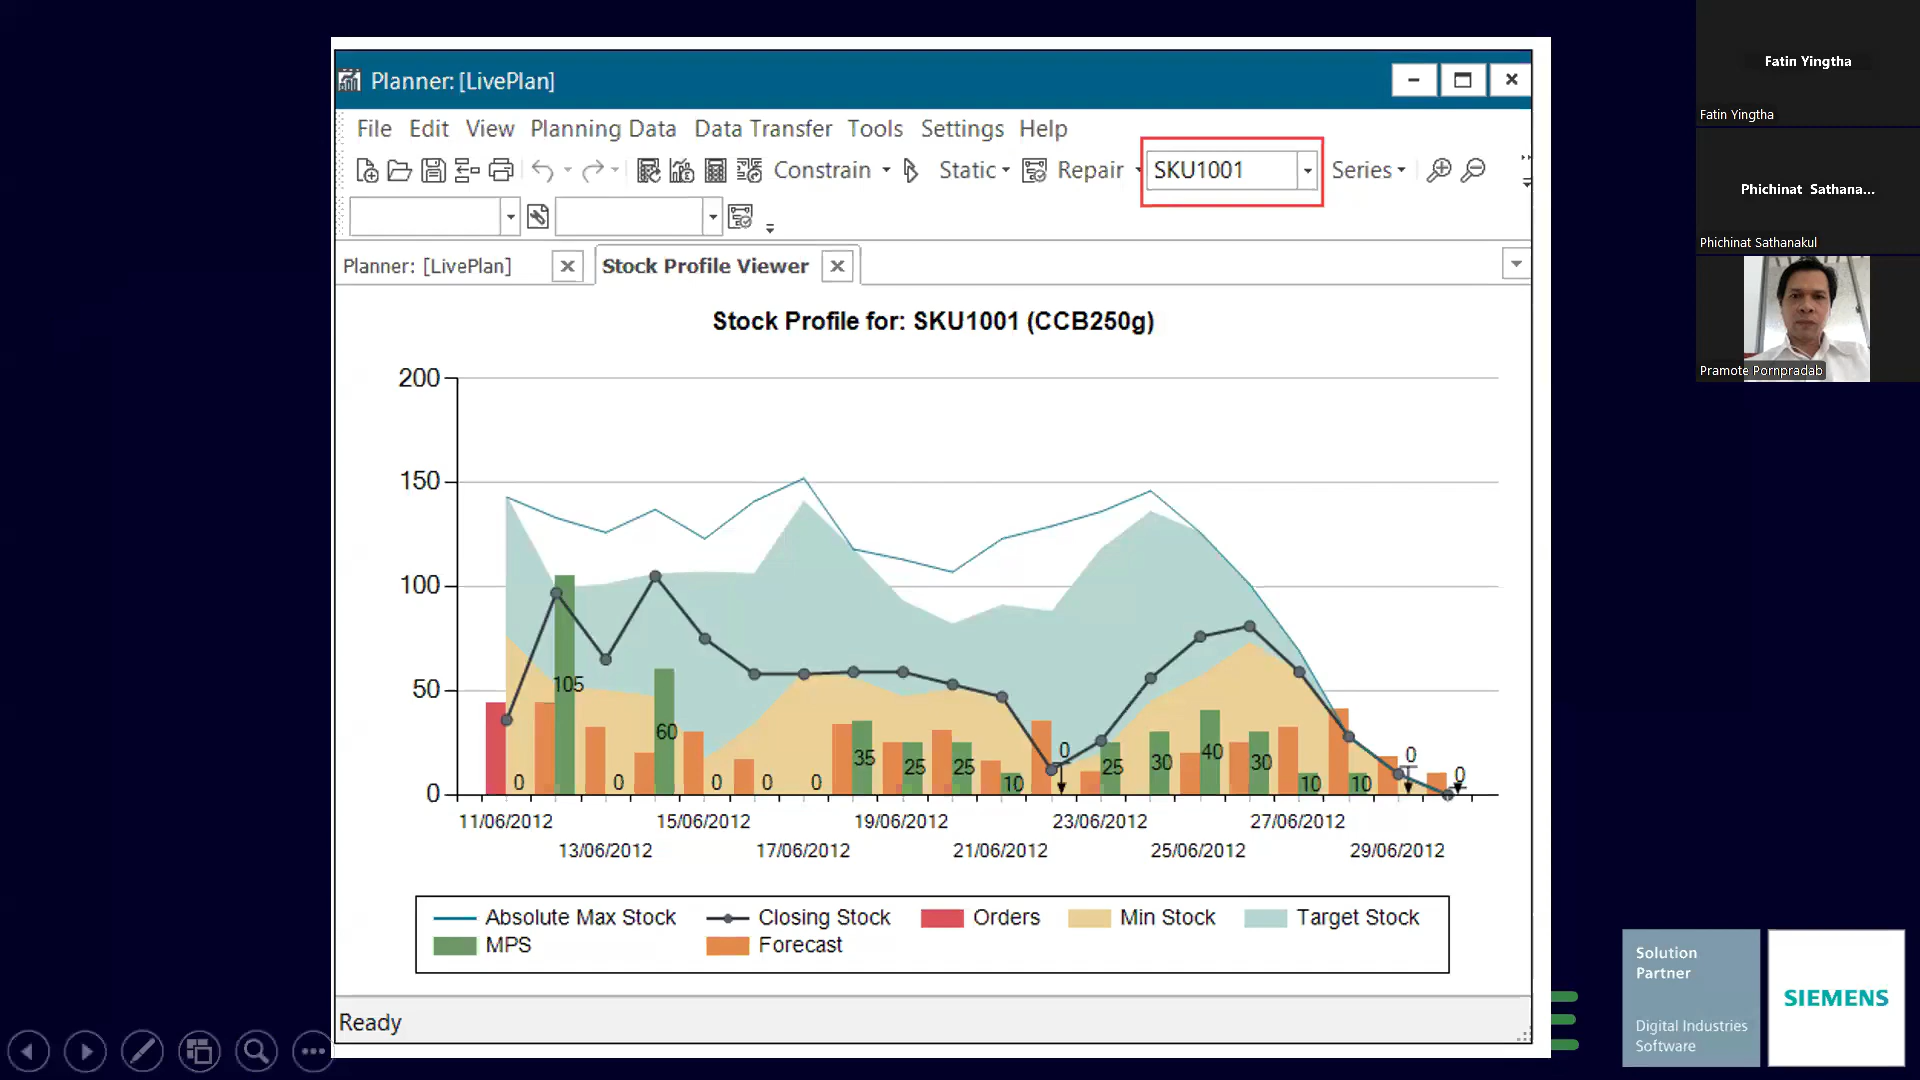 Planner: [LivePlan]
File Edit View Planning Data Data Transfer Tools Settings Help
Constrain Static Repair SKU1001 Series
Planner: [LivePlan] Stock Profile Viewer
Stock Profile for: SKU1001 (CCB250g)
200
150
100
50
0
0 105 0 60 0 0 0 35 25 25 10 0 25 30 40 30 10 10 0 0
11/06/2012 15/06/2012 19/06/2012 23/06/2012 27/06/2012
13/06/2012 17/06/2012 21/06/2012 25/06/2012 29/06/2012
Absolute Max Stock Closing Stock Orders Min Stock Target Stock
MPS Forecast
Ready
Fatin Yingtha
Fatin Yingtha
Phichinat Sathana...
Phichinat Sathanakul
Pramote Pornpradab
Solution
Partner
Digital Industries
Software
SIEMENS